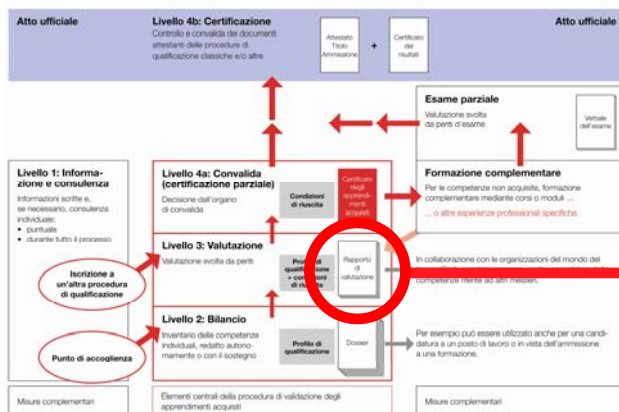 Atto ufficiale
Livello 4b: Certificazione
Controllo e convalida dei documenti
attestanti delle procedure di
qualificazione classiche e/o altre
Attestato
Titolo
Ammissione
+
Certificato
dei
risultati
Atto ufficiale
Esame parziale
Valutazione svolta
da periti d'esame
Verbale
dell'esame
Livello 1: Informa-
zione e consulenza
Informazioni scritte e,
se necessario, consulenza
individuale:
• puntuale
• durante tutto il processo
Livello 4a: Convalida
(certificazione parziale)
Decisione dall'organo
di convalida
Condizioni
di riuscita
Certificato
degli
apprendi-
menti
acquisiti
Formazione complementare
Per le competenze non acquisite, formazione
complementare mediante corsi o moduli ...
... o altre esperienze professionali specifiche.
Iscrizione a
un'altra procedura
di qualificazione
Livello 3: Valutazione
Valutazione svolta da periti
Profilo di
qualificazione
+ condizioni
di riuscita
Rapporto
di
valutazione
In collaborazione con le organizzazioni del mondo del
competenze riferite ad altri mestieri.
Punto di accoglienza
Livello 2: Bilancio
Inventario delle competenze
individuali, redatto autono-
mamente o con il sostegno
Profilo di
qualificazione
Dossier
Per esempio può essere utilizzato anche per una candi-
datura a un posto di lavoro o in vista dell'ammissione
a una formazione.
Misure complementari
Elementi centrali della procedura di validazione degli
apprendimenti acquisiti
Misure complementari